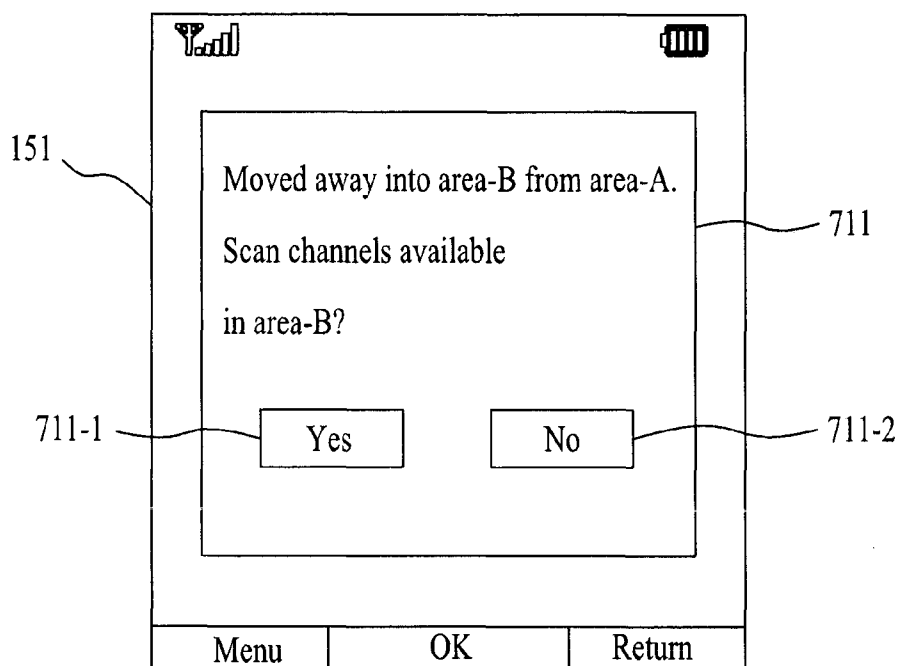 151
Moved away into area-B from area-A.
711
Scan channels available
in area-B?
711-1
Yes
No
711-2
Menu
OK
Return